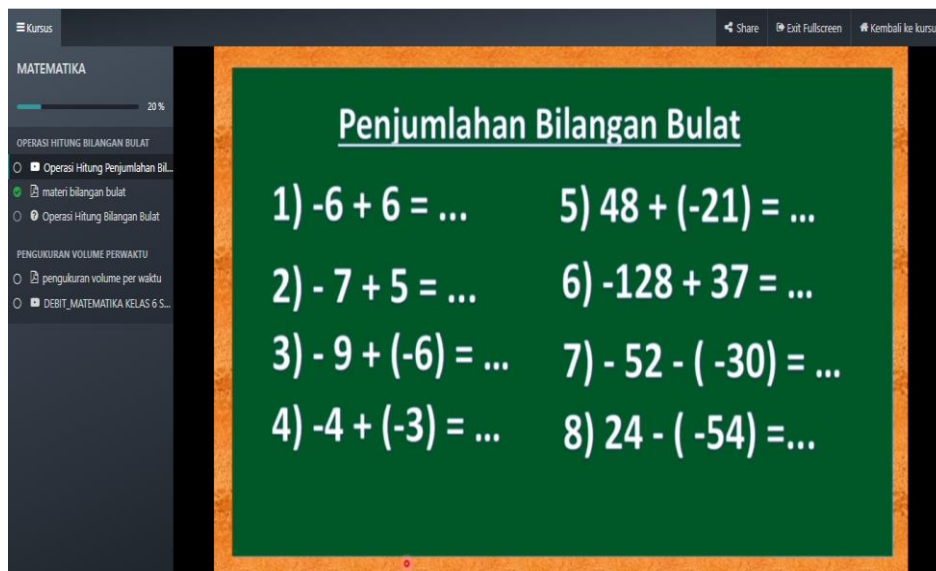 Kursus
Share
Exit Fullscreen
Kembali ke kursu
MATEMATIKA
20 %
OPERASI HITUNG BILANGAN BULAT
Operasi Hitung Penjumlahan Bil...
materi bilangan bulat
Operasi Hitung Bilangan Bulat
PENGUKURAN VOLUME PERWAKTU
pengukuran volume per waktu
DEBIT_MATEMATIKA KELAS 6 S...
Penjumlahan Bilangan Bulat
1) -6 + 6 = ...
2) - 7 + 5 = ...
3) - 9 + (-6) = ...
4) -4 + (-3) = ...
5) 48 + (-21) = ...
6) -128 + 37 = ...
7) - 52 - ( -30) = ...
8) 24 - ( -54) =...